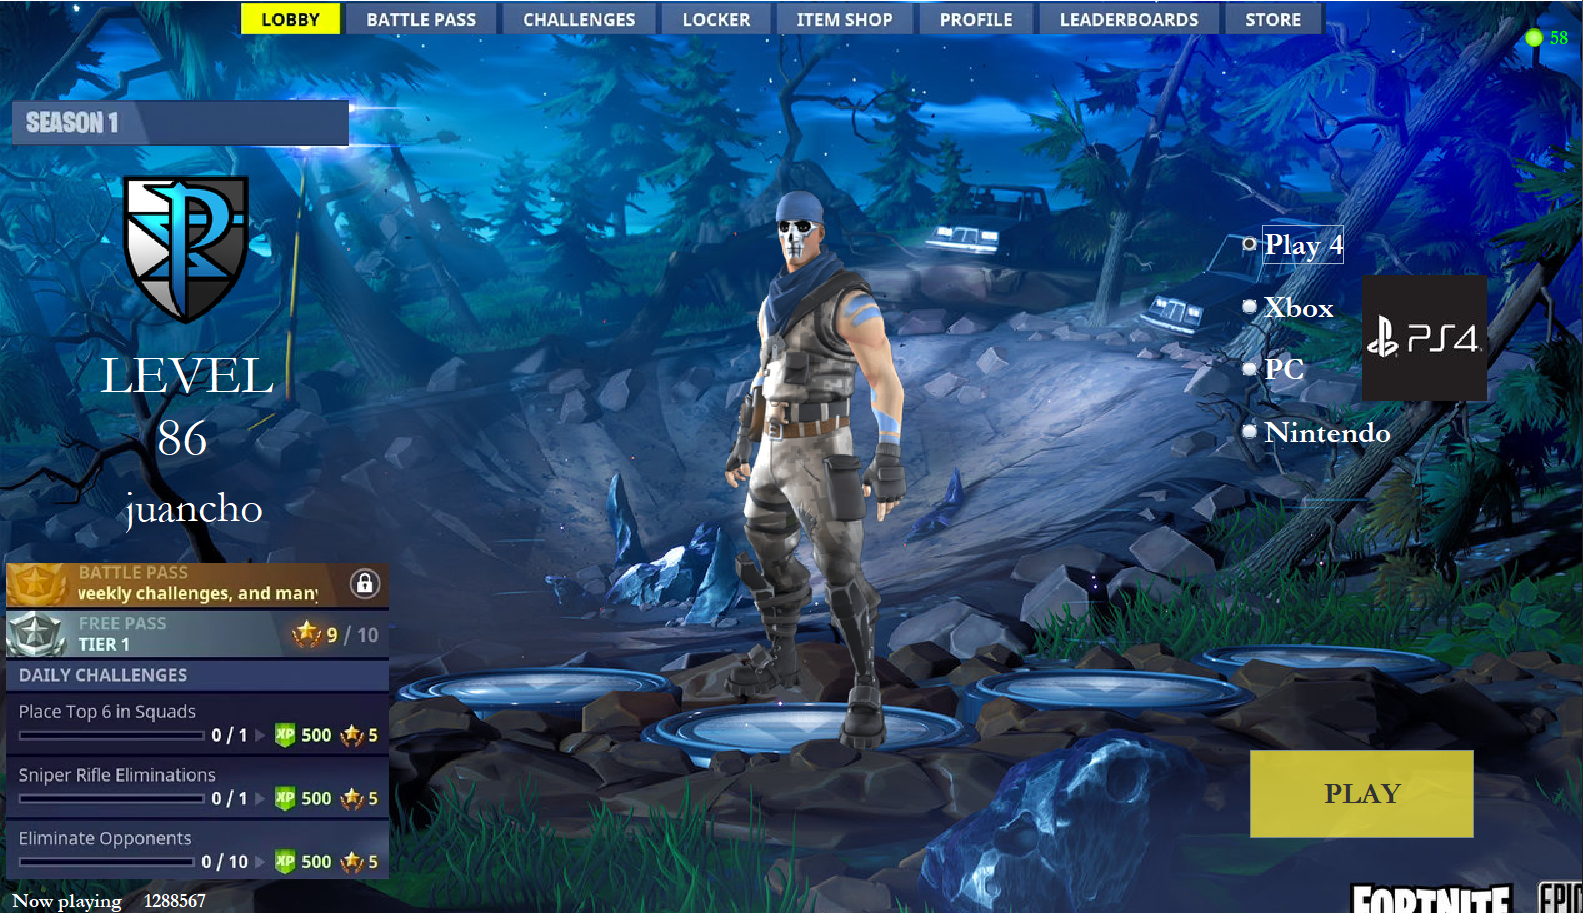 LOBBY BATTLE PASS CHALLENGES LOCKER ITEM SHOP PROFILE LEADERBOARDS STORE
58
SEASON 1
LEVEL
86
juancho
Play 4
Xbox
PC
Nintendo
PS4
BATTLE PASS
weekly challenges, and many
FREE PASS
TIER 1
9 / 10
DAILY CHALLENGES
Place Top 6 in Squads
0 / 1 XP 500 5
Sniper Rifle Eliminations
0 / 1 XP 500 5
Eliminate Opponents
0 / 10 XP 500 5
PLAY
Now playing 1288567
FORTNITE EPIC